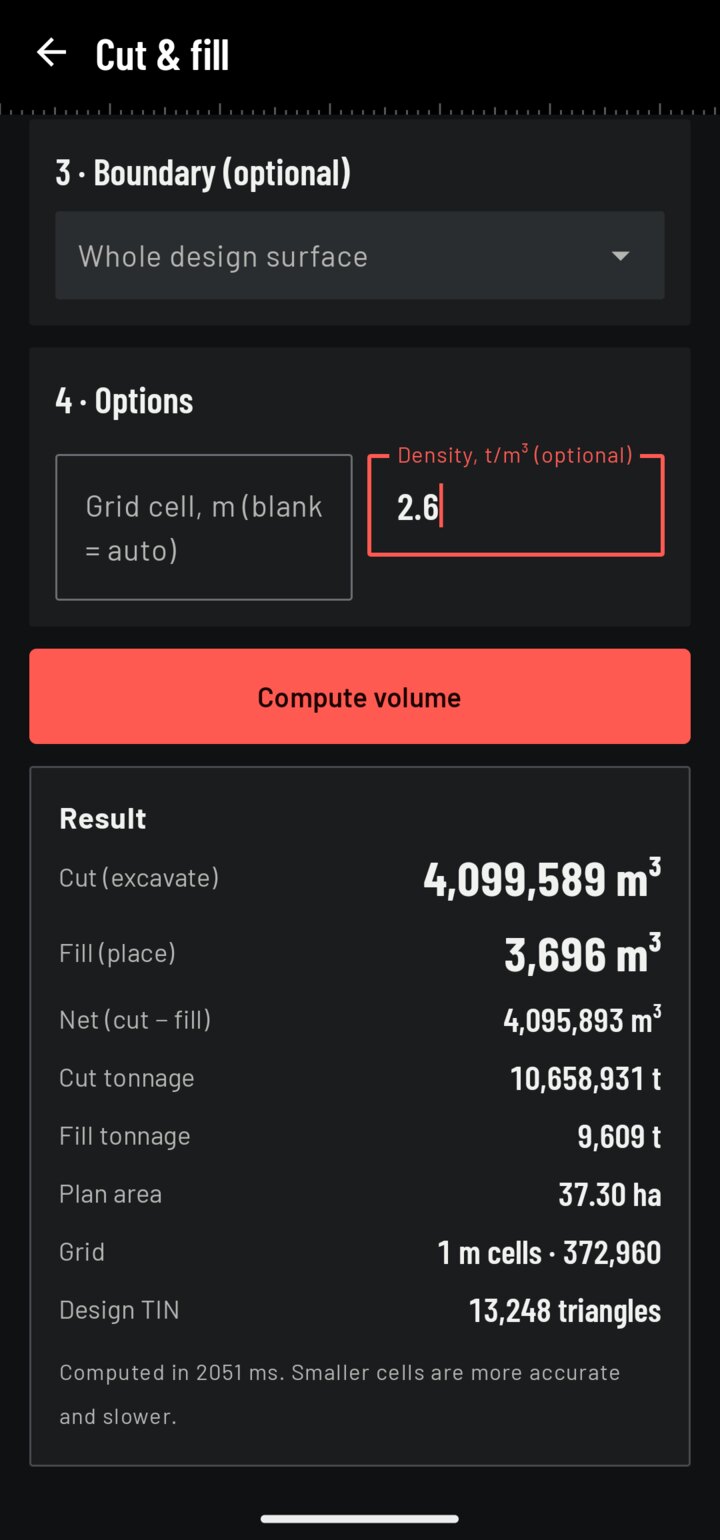 Cut & fill
3 · Boundary (optional)
Whole design surface
4 · Options
Grid cell, m (blank
= auto)
Density, t/m³ (optional)
2.6
Compute volume
Result
Cut (excavate) 4,099,589 m³
Fill (place) 3,696 m³
Net (cut – fill) 4,095,893 m³
Cut tonnage 10,658,931 t
Fill tonnage 9,609 t
Plan area 37.30 ha
Grid 1 m cells · 372,960
Design TIN 13,248 triangles
Computed in 2051 ms. Smaller cells are more accurate
and slower.